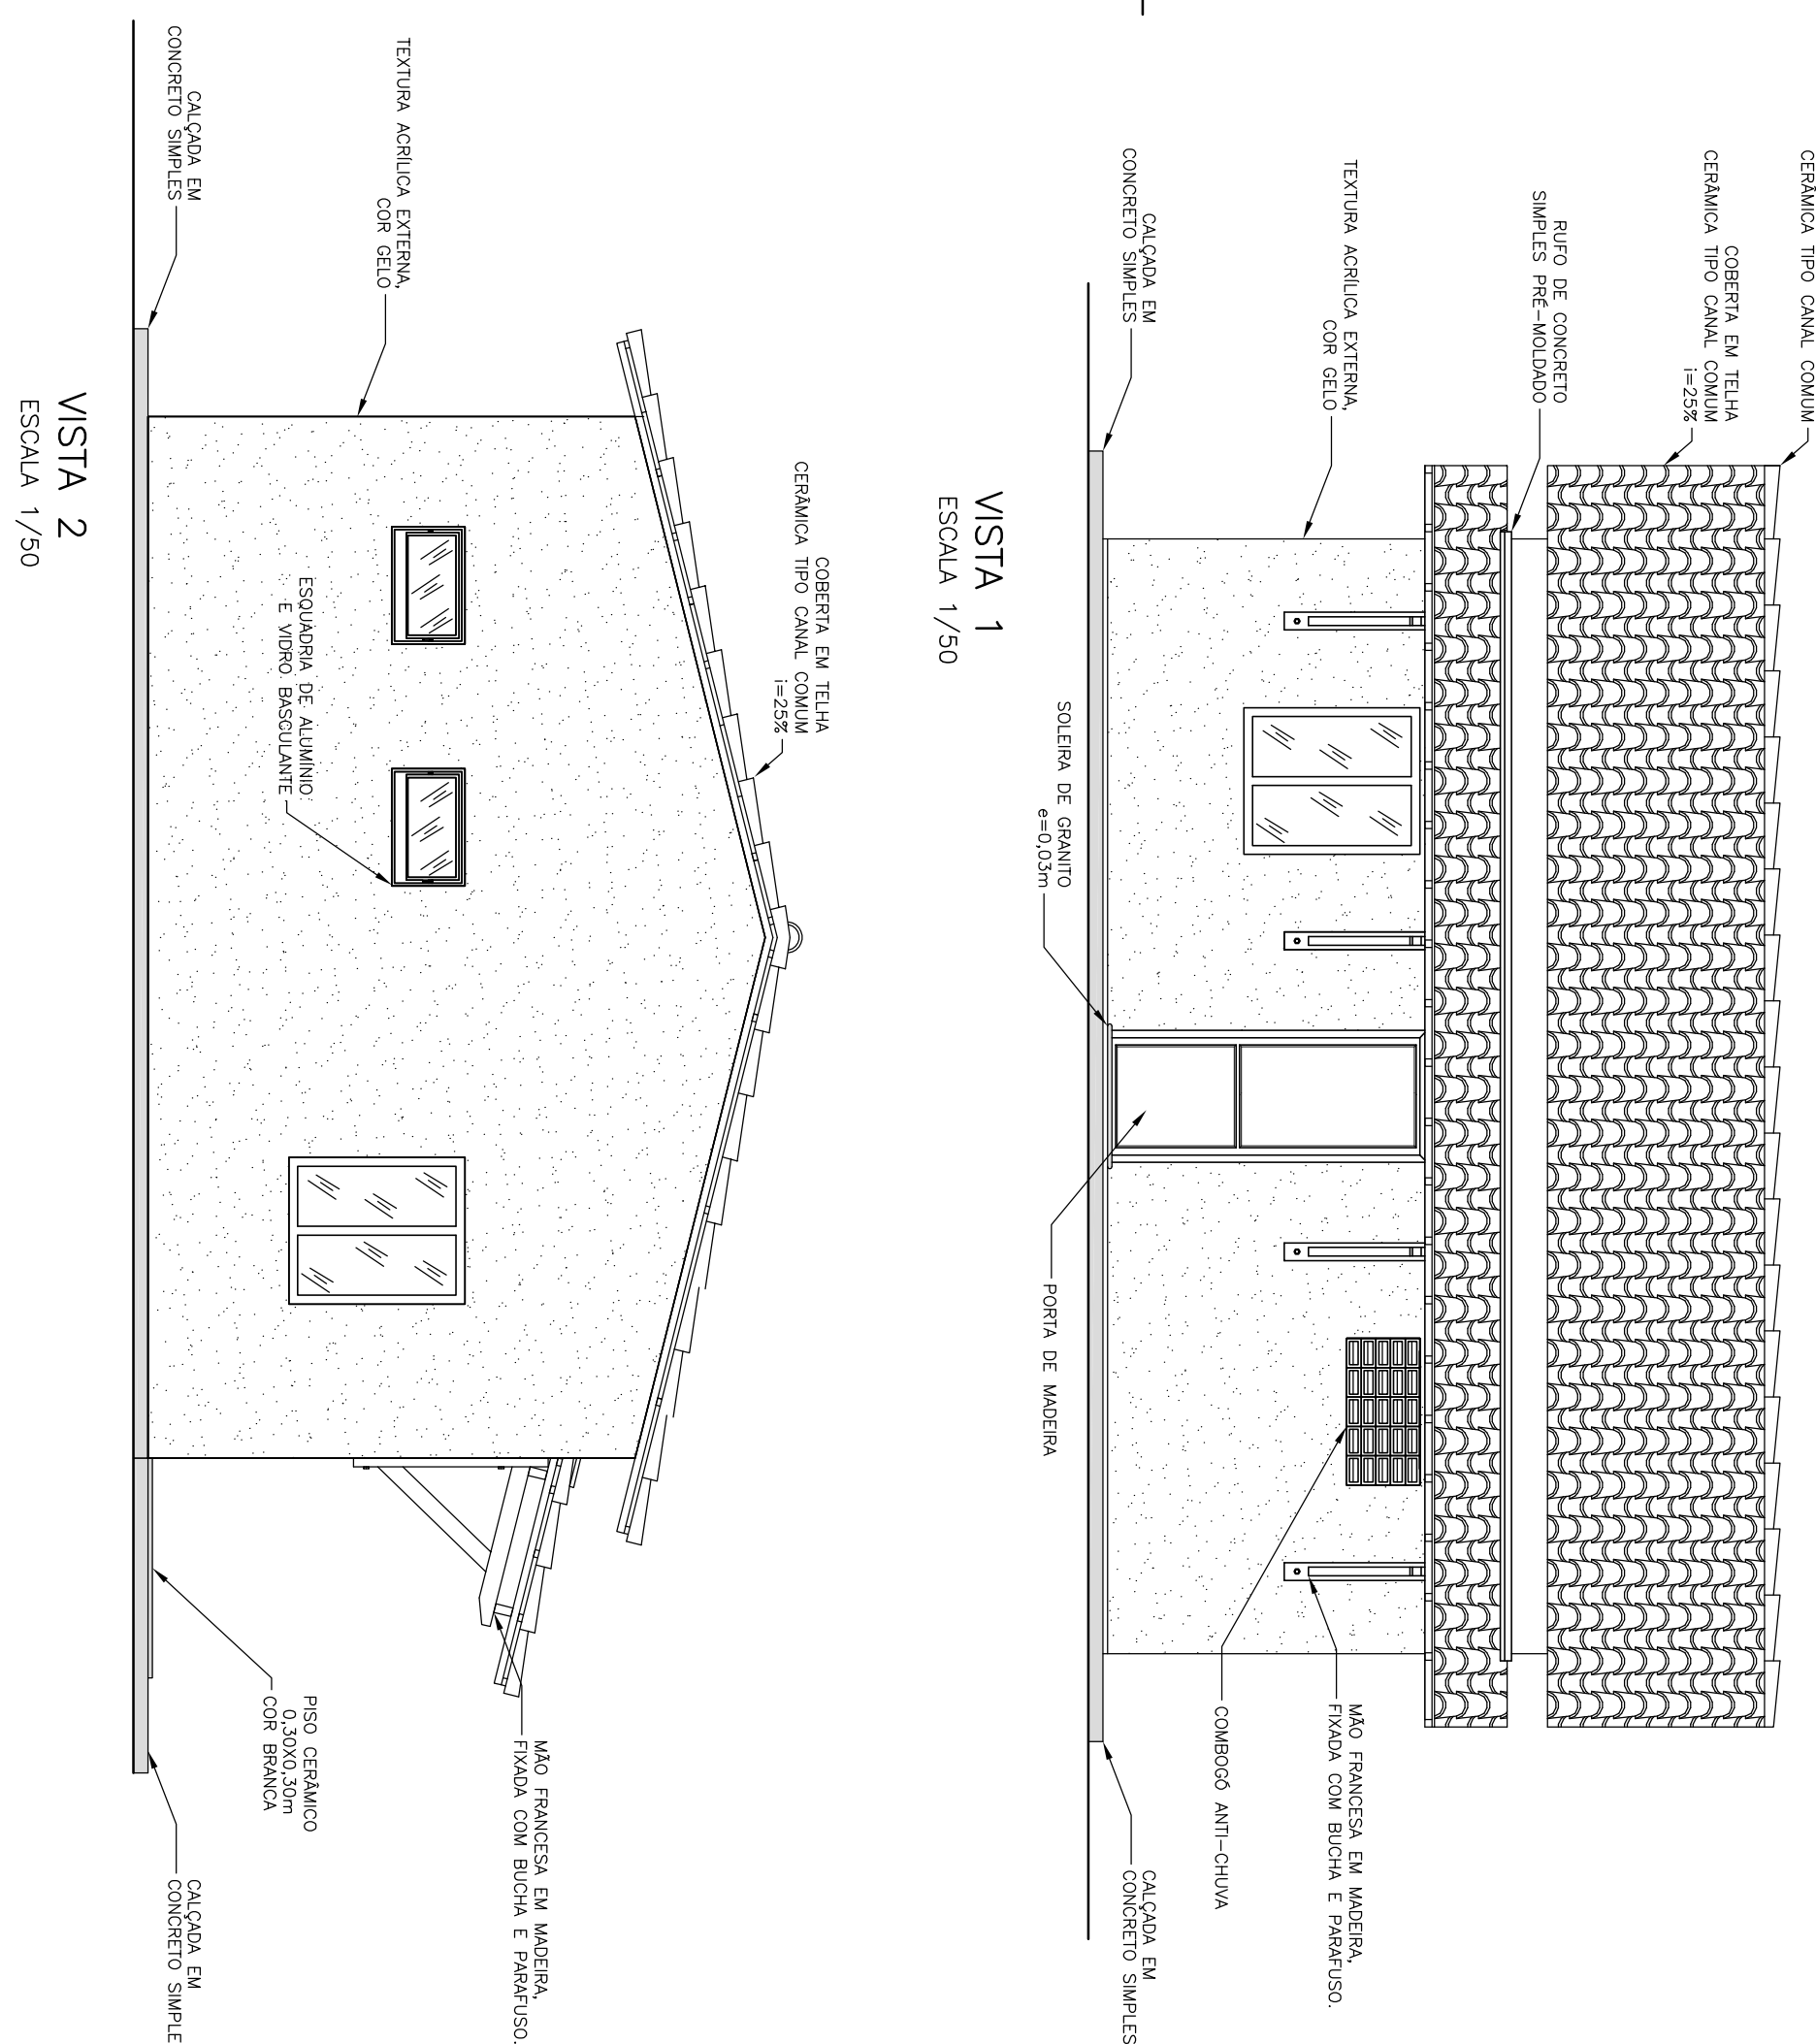 CERÂMICA TIPO CANAL COMUM
COBERTA EM TELHA
CERÂMICA TIPO CANAL COMUM
i=25%
RUFO DE CONCRETO
SIMPLES PRÉ-MOLDADO
TEXTURA ACRÍLICA EXTERNA,
COR GELO
CALÇADA EM
CONCRETO SIMPLES
MÃO FRANCESA EM MADEIRA,
FIXADA COM BUCHA E PARAFUSO.
COMBOGÓ ANTI-CHUVA
CALÇADA EM
CONCRETO SIMPLES
SOLEIRA DE GRANITO
e=0,03m
PORTA DE MADEIRA
VISTA 1
ESCALA 1/50
COBERTA EM TELHA
CERÂMICA TIPO CANAL COMUM
i=25%
TEXTURA ACRÍLICA EXTERNA,
COR GELO
ESQUADRIA DE ALUMÍNIO
E VIDRO BASCULANTE
MÃO FRANCESA EM MADEIRA,
FIXADA COM BUCHA E PARAFUSO.
PISO CERÂMICO
0,30X0,30m
COR BRANCA
CALÇADA EM
CONCRETO SIMPLES
CALÇADA EM
CONCRETO SIMPLE
VISTA 2
ESCALA 1/50